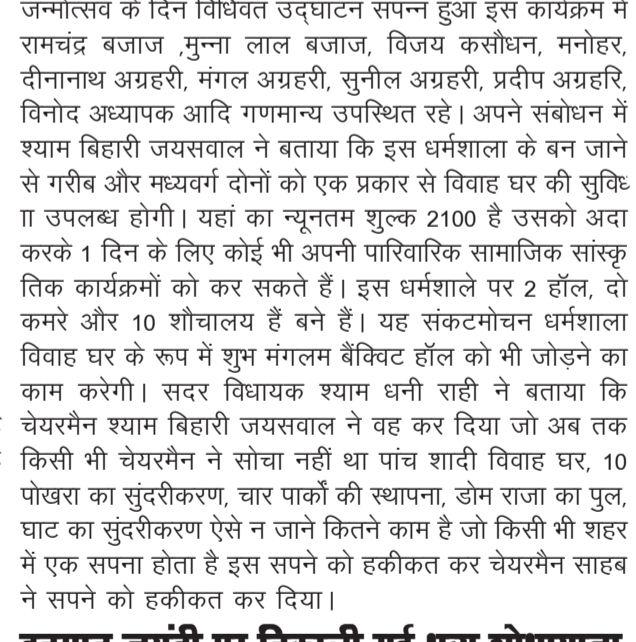 जन्मोत्सव के दिन विधिवत उद्घाटन संपन्न हुआ इस कार्यक्रम में
रामचंद्र बजाज ,मुन्ना लाल बजाज, विजय कसौधन, मनोहर,
दीनानाथ अग्रहरी, मंगल अग्रहरी, सुनील अग्रहरी, प्रदीप अग्रहरि,
विनोद अध्यापक आदि गणमान्य उपस्थित रहे। अपने संबोधन में
श्याम बिहारी जयसवाल ने बताया कि इस धर्मशाला के बन जाने
से गरीब और मध्यवर्ग दोनों को एक प्रकार से विवाह घर की सुविध
ा उपलब्ध होगी। यहां का न्यूनतम शुल्क 2100 है उसको अदा
करके 1 दिन के लिए कोई भी अपनी पारिवारिक सामाजिक सांस्कृ
तिक कार्यक्रमों को कर सकते हैं। इस धर्मशाले पर 2 हॉल, दो
कमरे और 10 शौचालय हैं बने हैं। यह संकटमोचन धर्मशाला
विवाह घर के रूप में शुभ मंगलम बैंक्विट हॉल को भी जोड़ने का
काम करेगी। सदर विधायक श्याम धनी राही ने बताया कि
चेयरमैन श्याम बिहारी जयसवाल ने वह कर दिया जो अब तक
किसी भी चेयरमैन ने सोचा नहीं था पांच शादी विवाह घर, 10
पोखरा का सुंदरीकरण, चार पार्कों की स्थापना, डोम राजा का पुल,
घाट का सुंदरीकरण ऐसे न जाने कितने काम है जो किसी भी शहर
में एक सपना होता है इस सपने को हकीकत कर चेयरमैन साहब
ने सपने को हकीकत कर दिया।